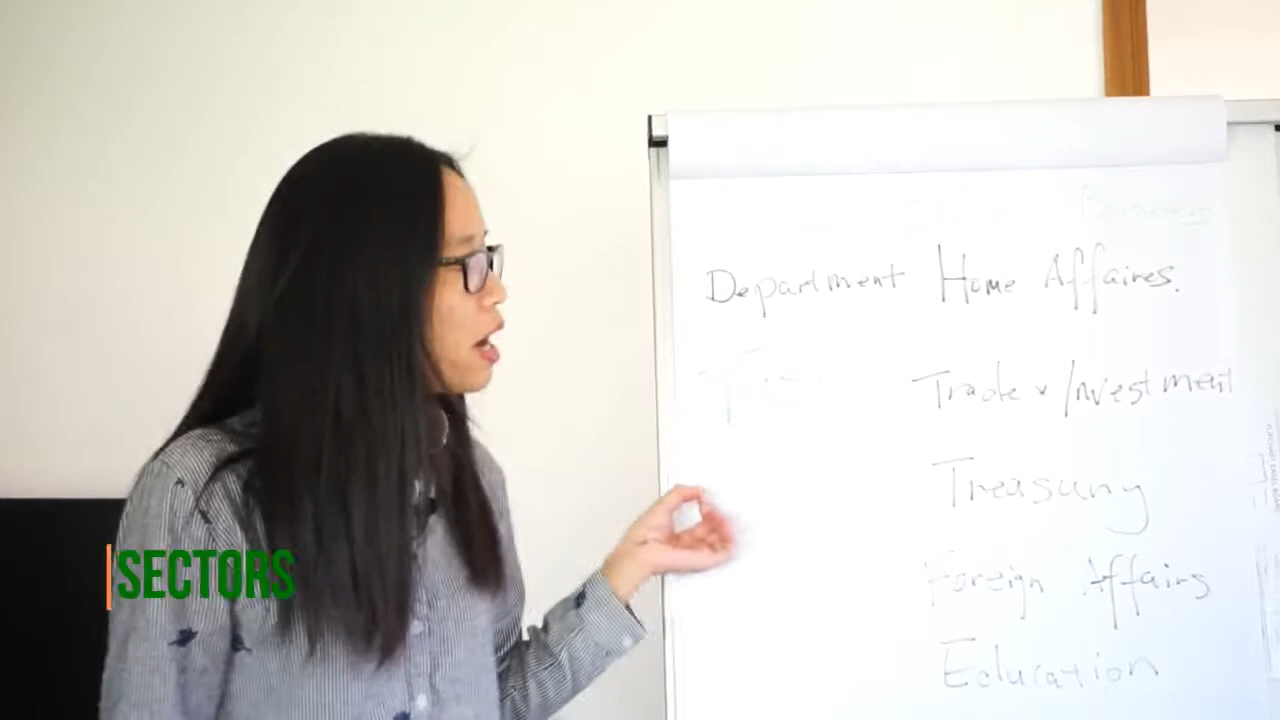 Department Home Affaires.
Trade & Investment
Treasury
Foreign Affairs
Education
SECTORS